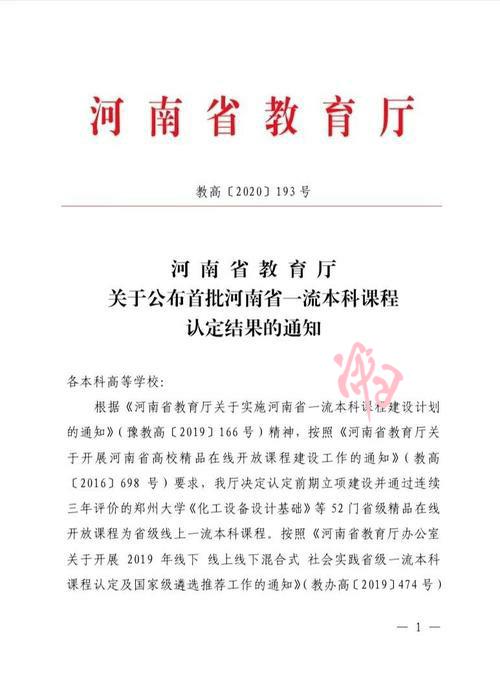 河南省教育厅
教高〔2020〕193号
河南省教育厅
关于公布首批河南省一流本科课程
认定结果的通知
各本科高等学校：
根据《河南省教育厅关于实施河南省一流本科课程建设计划
的通知》（豫教高〔2019〕166号）精神，按照《河南省教育厅关
于开展河南省高校精品在线开放课程建设工作的通知》（教高
〔2016〕698号）要求，我厅决定认定前期立项建设并通过连续
三年评价的郑州大学《化工设备设计基础》等52门省级精品在线
开放课程为省级线上一流本科课程。按照《河南省教育厅办公室
关于开展 2019 年线下 线上线下混合式 社会实践省级一流本科
课程认定及国家级遴选推荐工作的通知》（教办高〔2019〕474号）
— 1 —